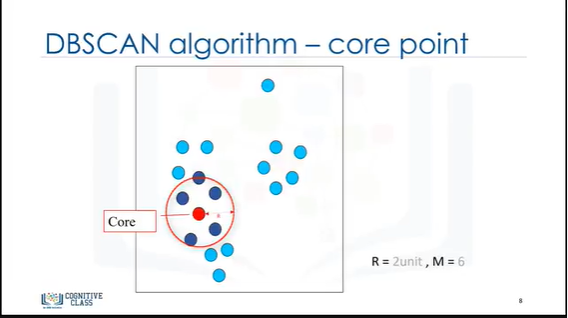 DBSCAN algorithm – core point
Core
R = 2unit , M = 6
COGNITIVE
CLASS
8